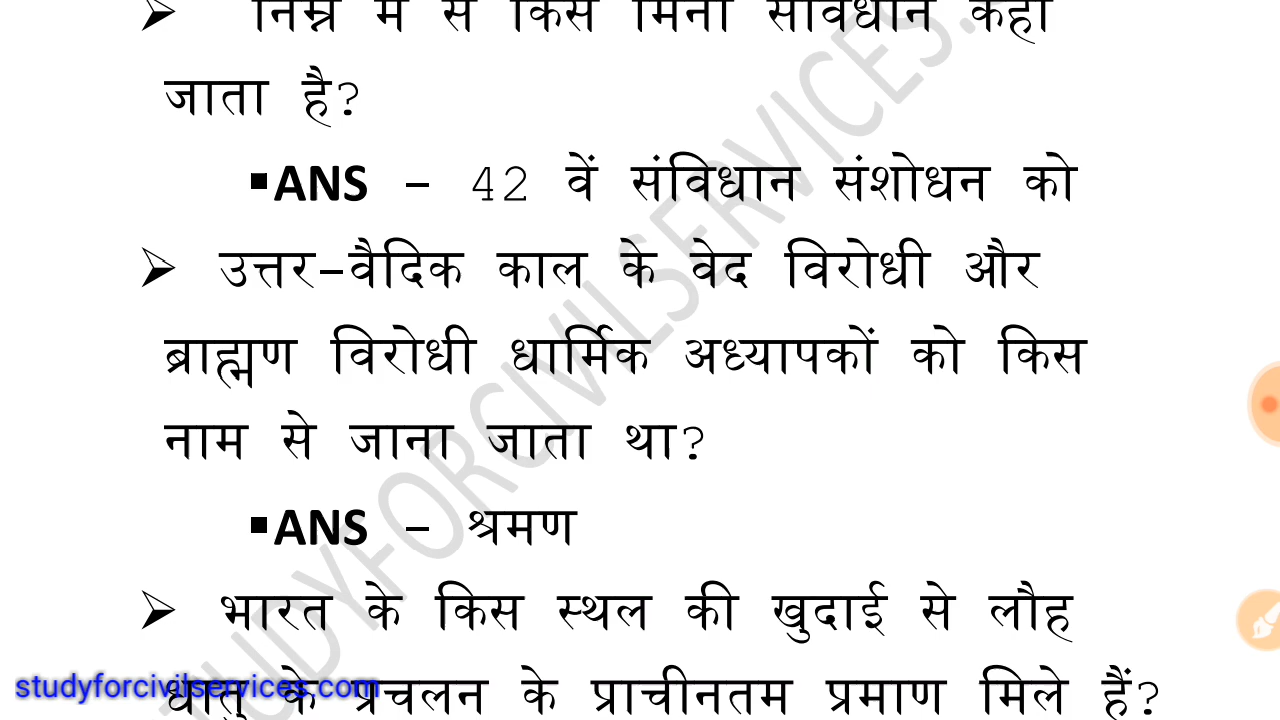 ➢ निम्न में से किसे मिनी संविधान कहा
जाता है?
▪ANS – 42 वें संविधान संशोधन को
➢ उत्तर-वैदिक काल के वेद विरोधी और
ब्राह्मण विरोधी धार्मिक अध्यापकों को किस
नाम से जाना जाता था?
▪ANS – श्रमण
➢ भारत के किस स्थल की खुदाई से लौह
धातु के प्रचलन के प्राचीनतम प्रमाण मिले हैं?
studyforcivilservices.com
STUDYFORCIVILSERVICES.